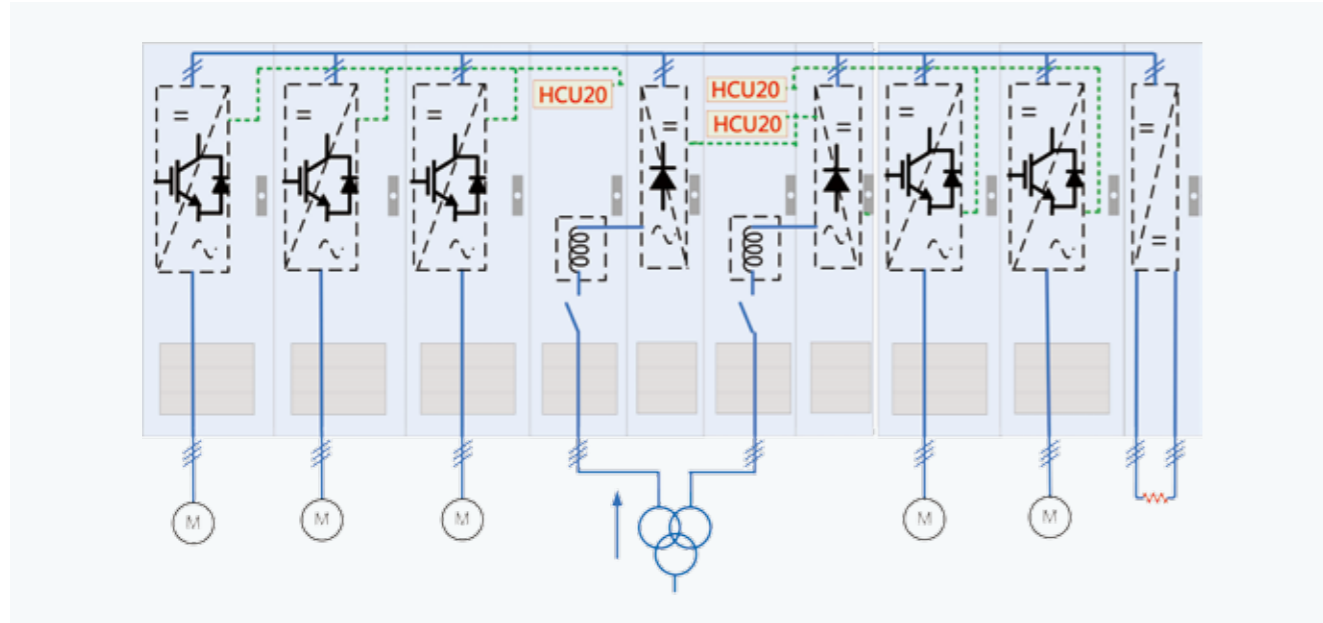 HCU20
HCU20
HCU20
=
=
=
=
=
=
=
=
~
~
~
~
~
~
=
M
M
M
M
M